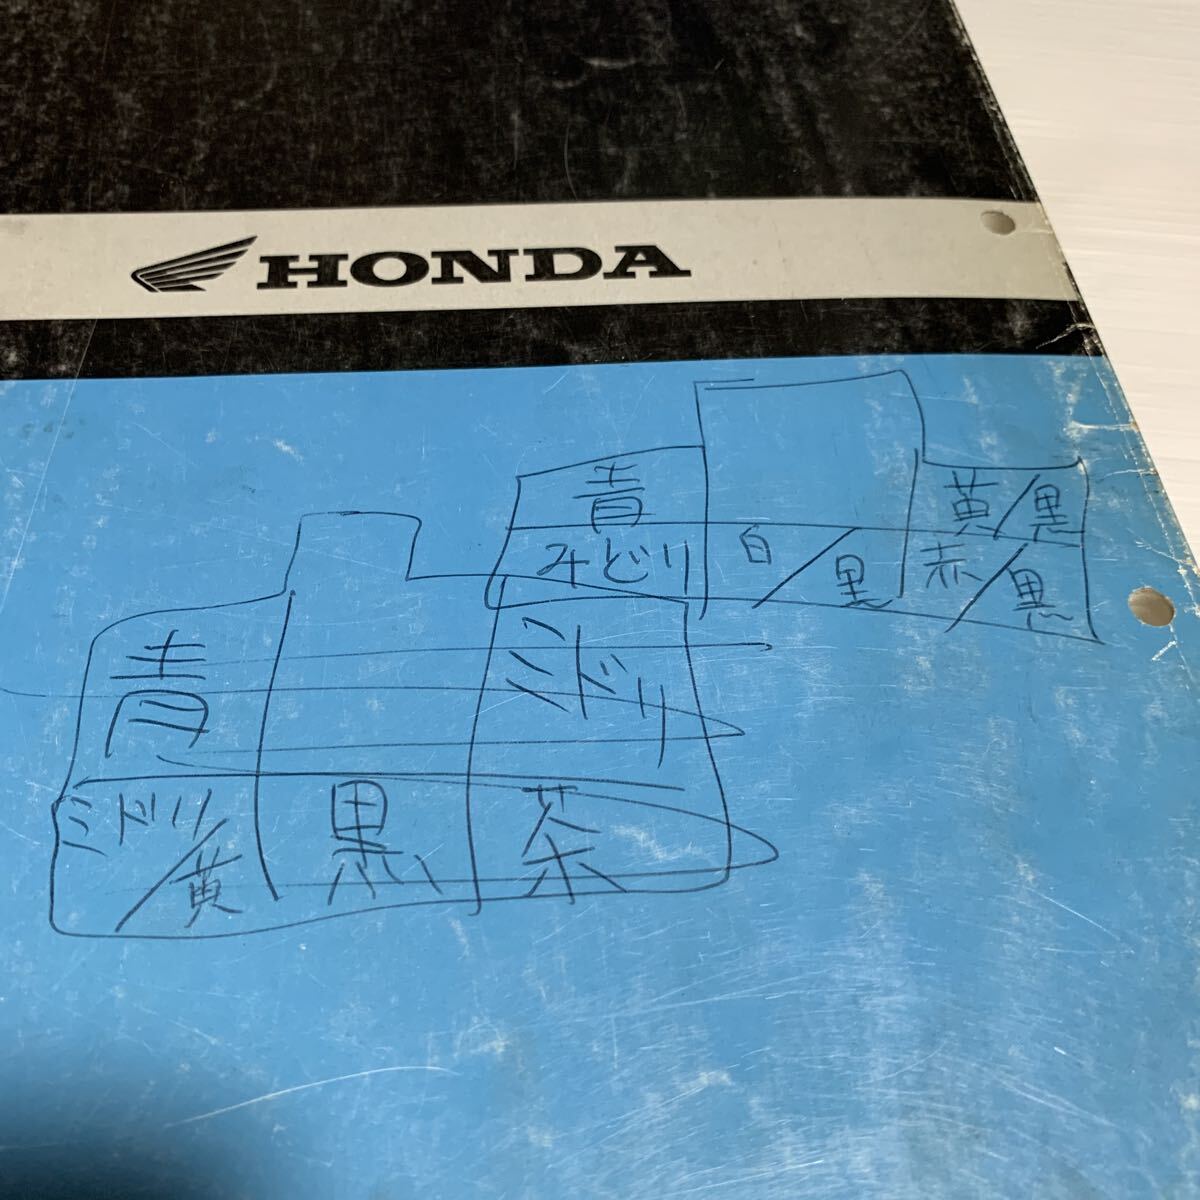 HONDA
青
黄/黒
みどり 白/黒 赤/黒
青 ミドリ
ミドリ/黄 黒 茶